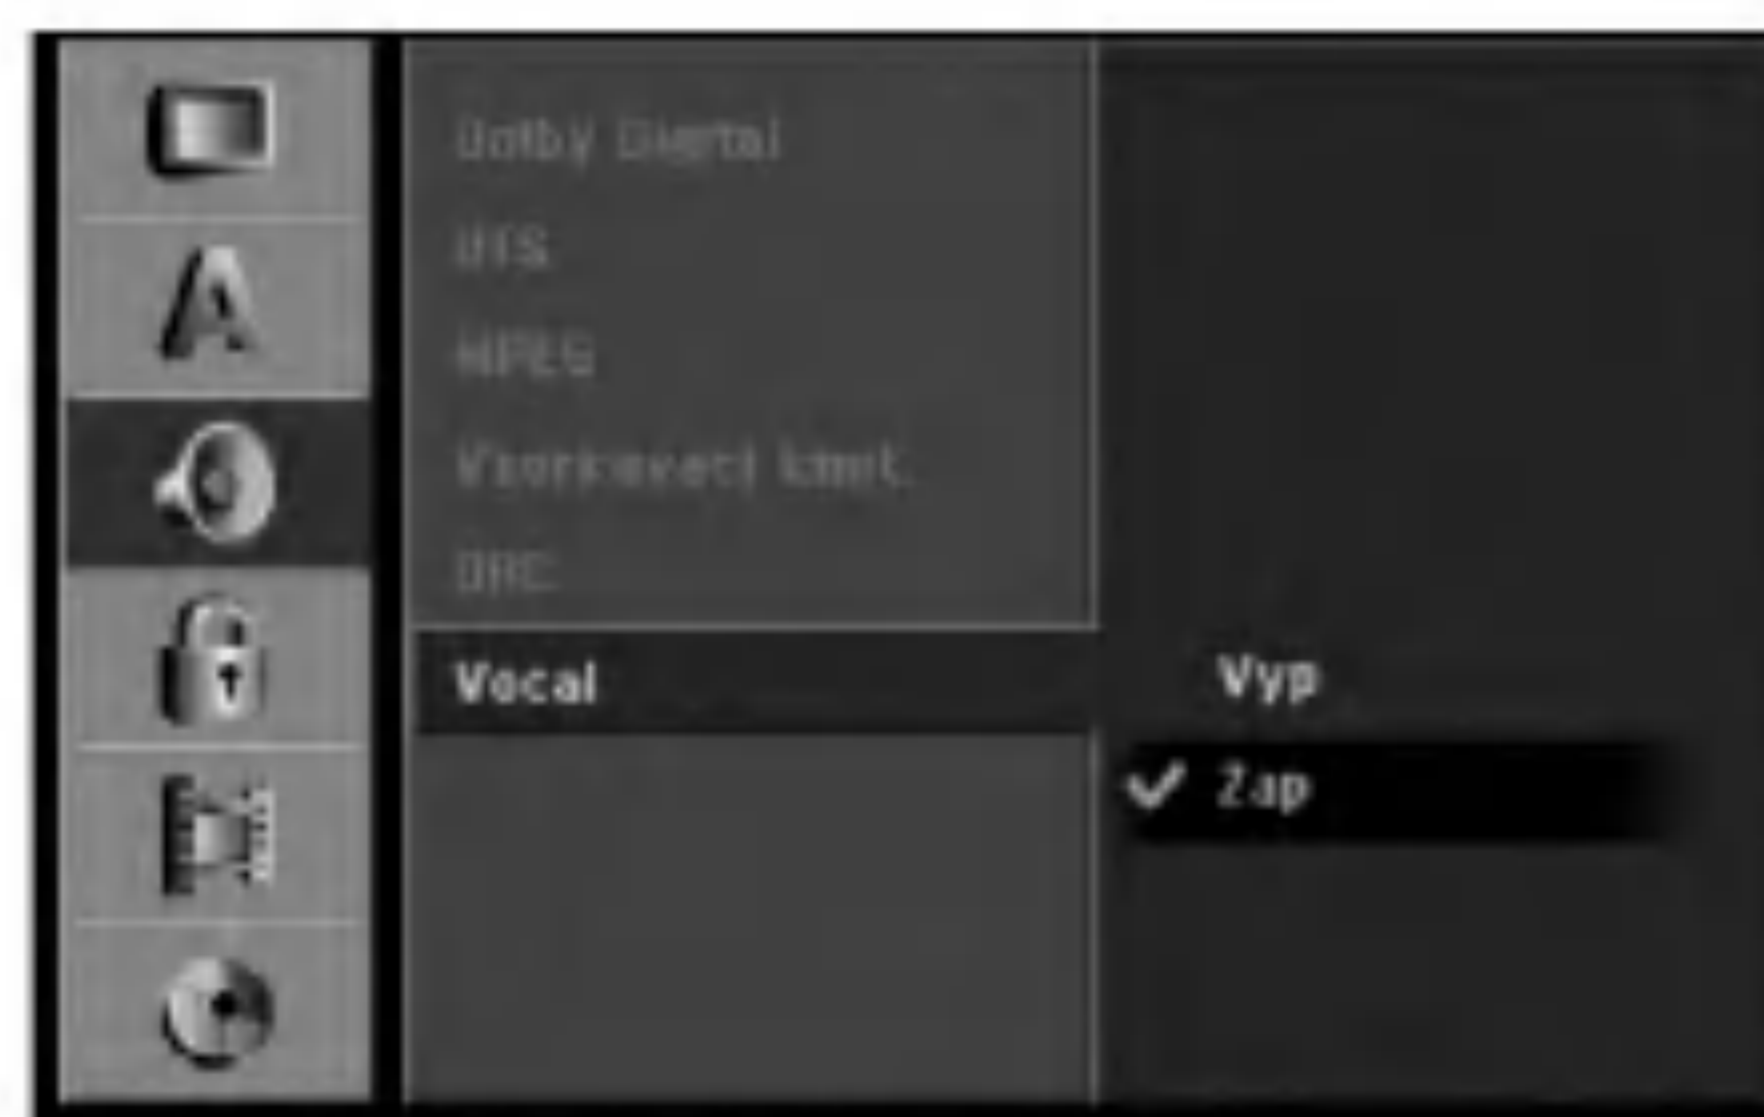 Dolby Digital
DTS
MPEG
Vzorkovací kmit.
DRC
Vocal
Vyp
Zap